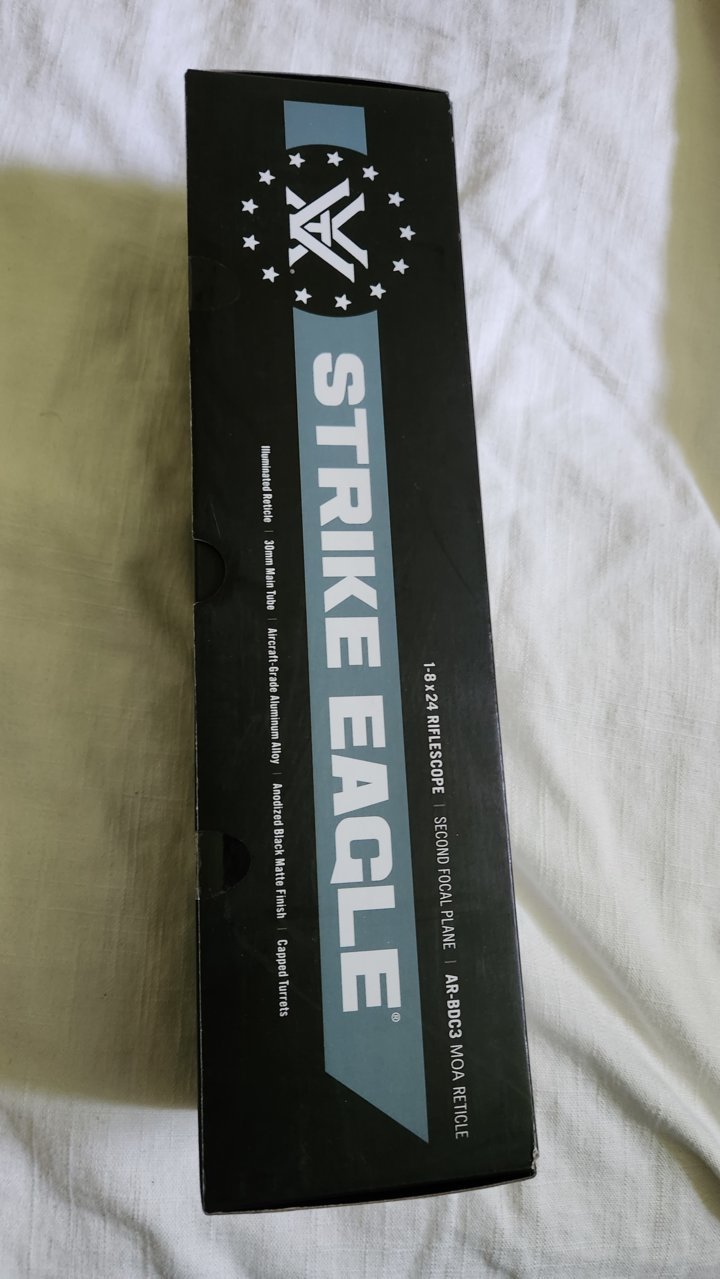 1-8x24 RIFLESCOPE | SECOND FOCAL PLANE | AR-BDC3 MOA RETICLE
STRIKE EAGLE®
Illuminated Reticle | 30mm Main Tube | Aircraft-Grade Aluminum Alloy | Anodized Black Matte Finish | Capped Turrets